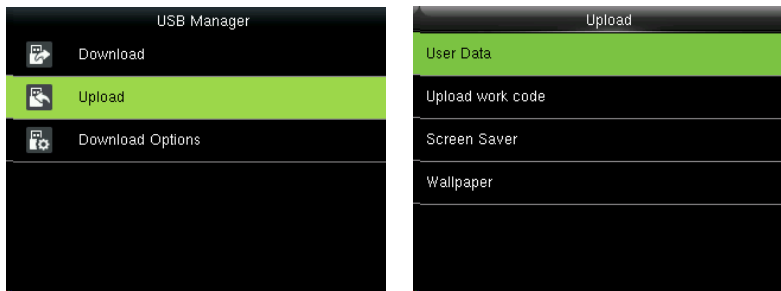 USB Manager
Download
Upload
Download Options
Upload
User Data
Upload work code
Screen Saver
Wallpaper